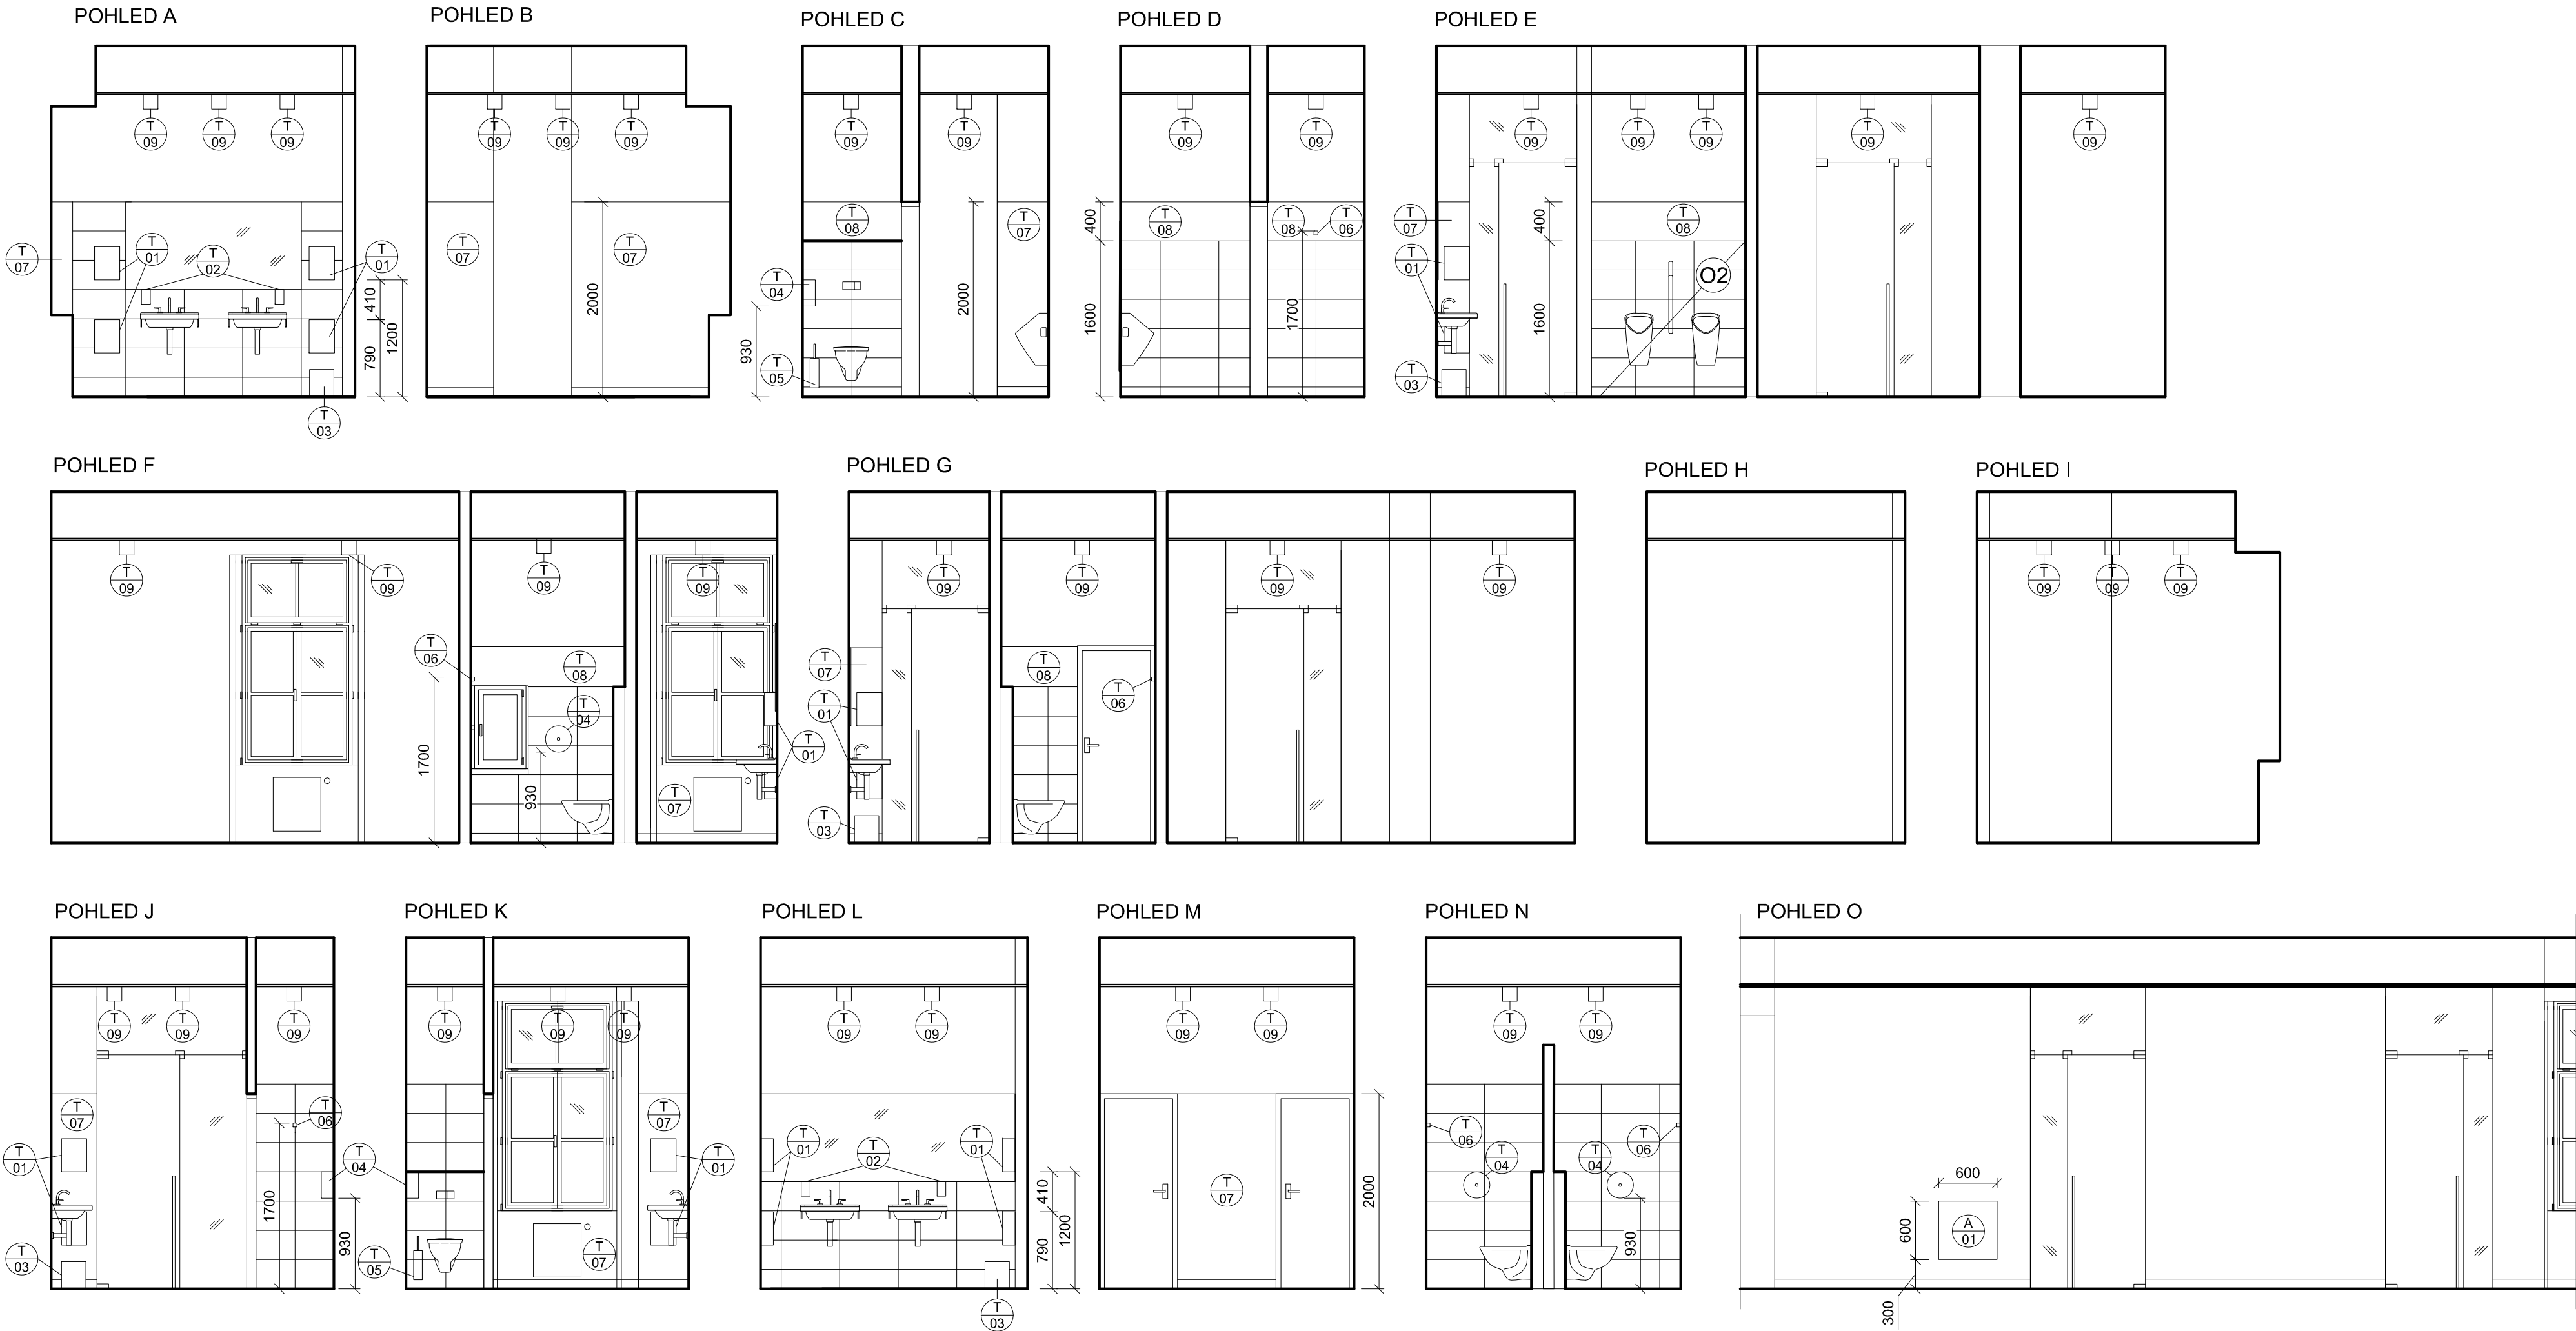 POHLED A
T
09
T
09
T
09
T
07
T
01
T
02
T
01
410
790
1200
T
03
POHLED B
T
09
T
09
T
09
T
07
2000
T
07
POHLED C
T
09
T
09
T
08
T
07
T
04
2000
930
T
05
POHLED D
T
09
T
09
400
T
08
T
08
T
06
1700
1600
POHLED E
T
09
T
09
T
09
T
09
T
09
T
07
400
T
08
T
01
O2
1600
T
03
POHLED F
T
09
T
09
T
09
T
09
T
06
T
08
T
04
1700
T
01
930
T
07
POHLED G
T
09
T
09
T
09
T
09
T
07
T
08
T
06
T
01
T
03
POHLED H
POHLED I
T
09
T
09
T
09
POHLED J
T
09
T
09
T
09
T
07
T
06
T
01
T
04
1700
930
T
03
POHLED K
T
09
T
09
T
09
T
07
T
01
T
05
T
07
POHLED L
T
09
T
09
T
01
T
02
T
01
410
790
1200
T
03
POHLED M
T
09
T
09
T
07
2000
POHLED N
T
09
T
09
T
06
T
06
T
04
T
04
930
POHLED O
600
600
A
01
300